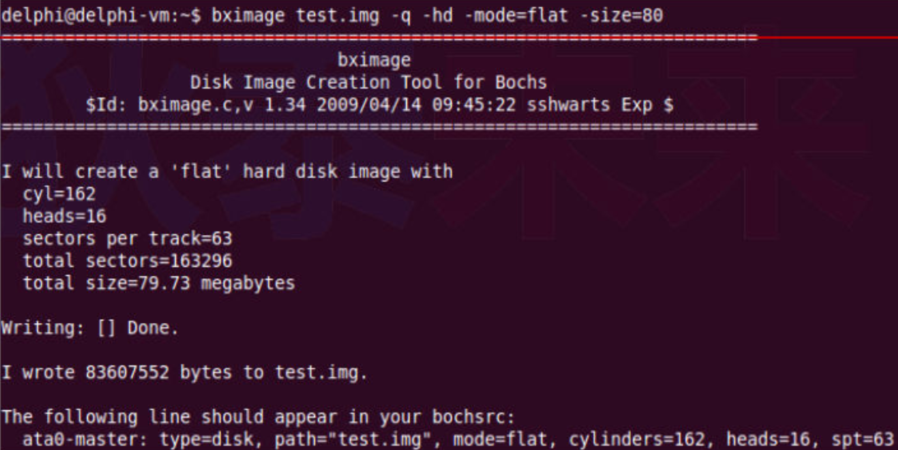 delphi@delphi-vm:~$ bximage test.img -q -hd -mode=flat -size=80
========================================================================
bximage
Disk Image Creation Tool for Bochs
$Id: bximage.c,v 1.34 2009/04/14 09:45:22 sshwarts Exp $
========================================================================
I will create a 'flat' hard disk image with
cyl=162
heads=16
sectors per track=63
total sectors=163296
total size=79.73 megabytes
Writing: [] Done.
I wrote 83607552 bytes to test.img.
The following line should appear in your bochsrc:
ata0-master: type=disk, path="test.img", mode=flat, cylinders=162, heads=16, spt=63